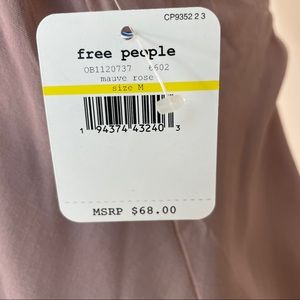 CP9352 2 3
free people
OB1120737 6602
mauve rose
size M
1 94374 43240 3
MSRP $68.00